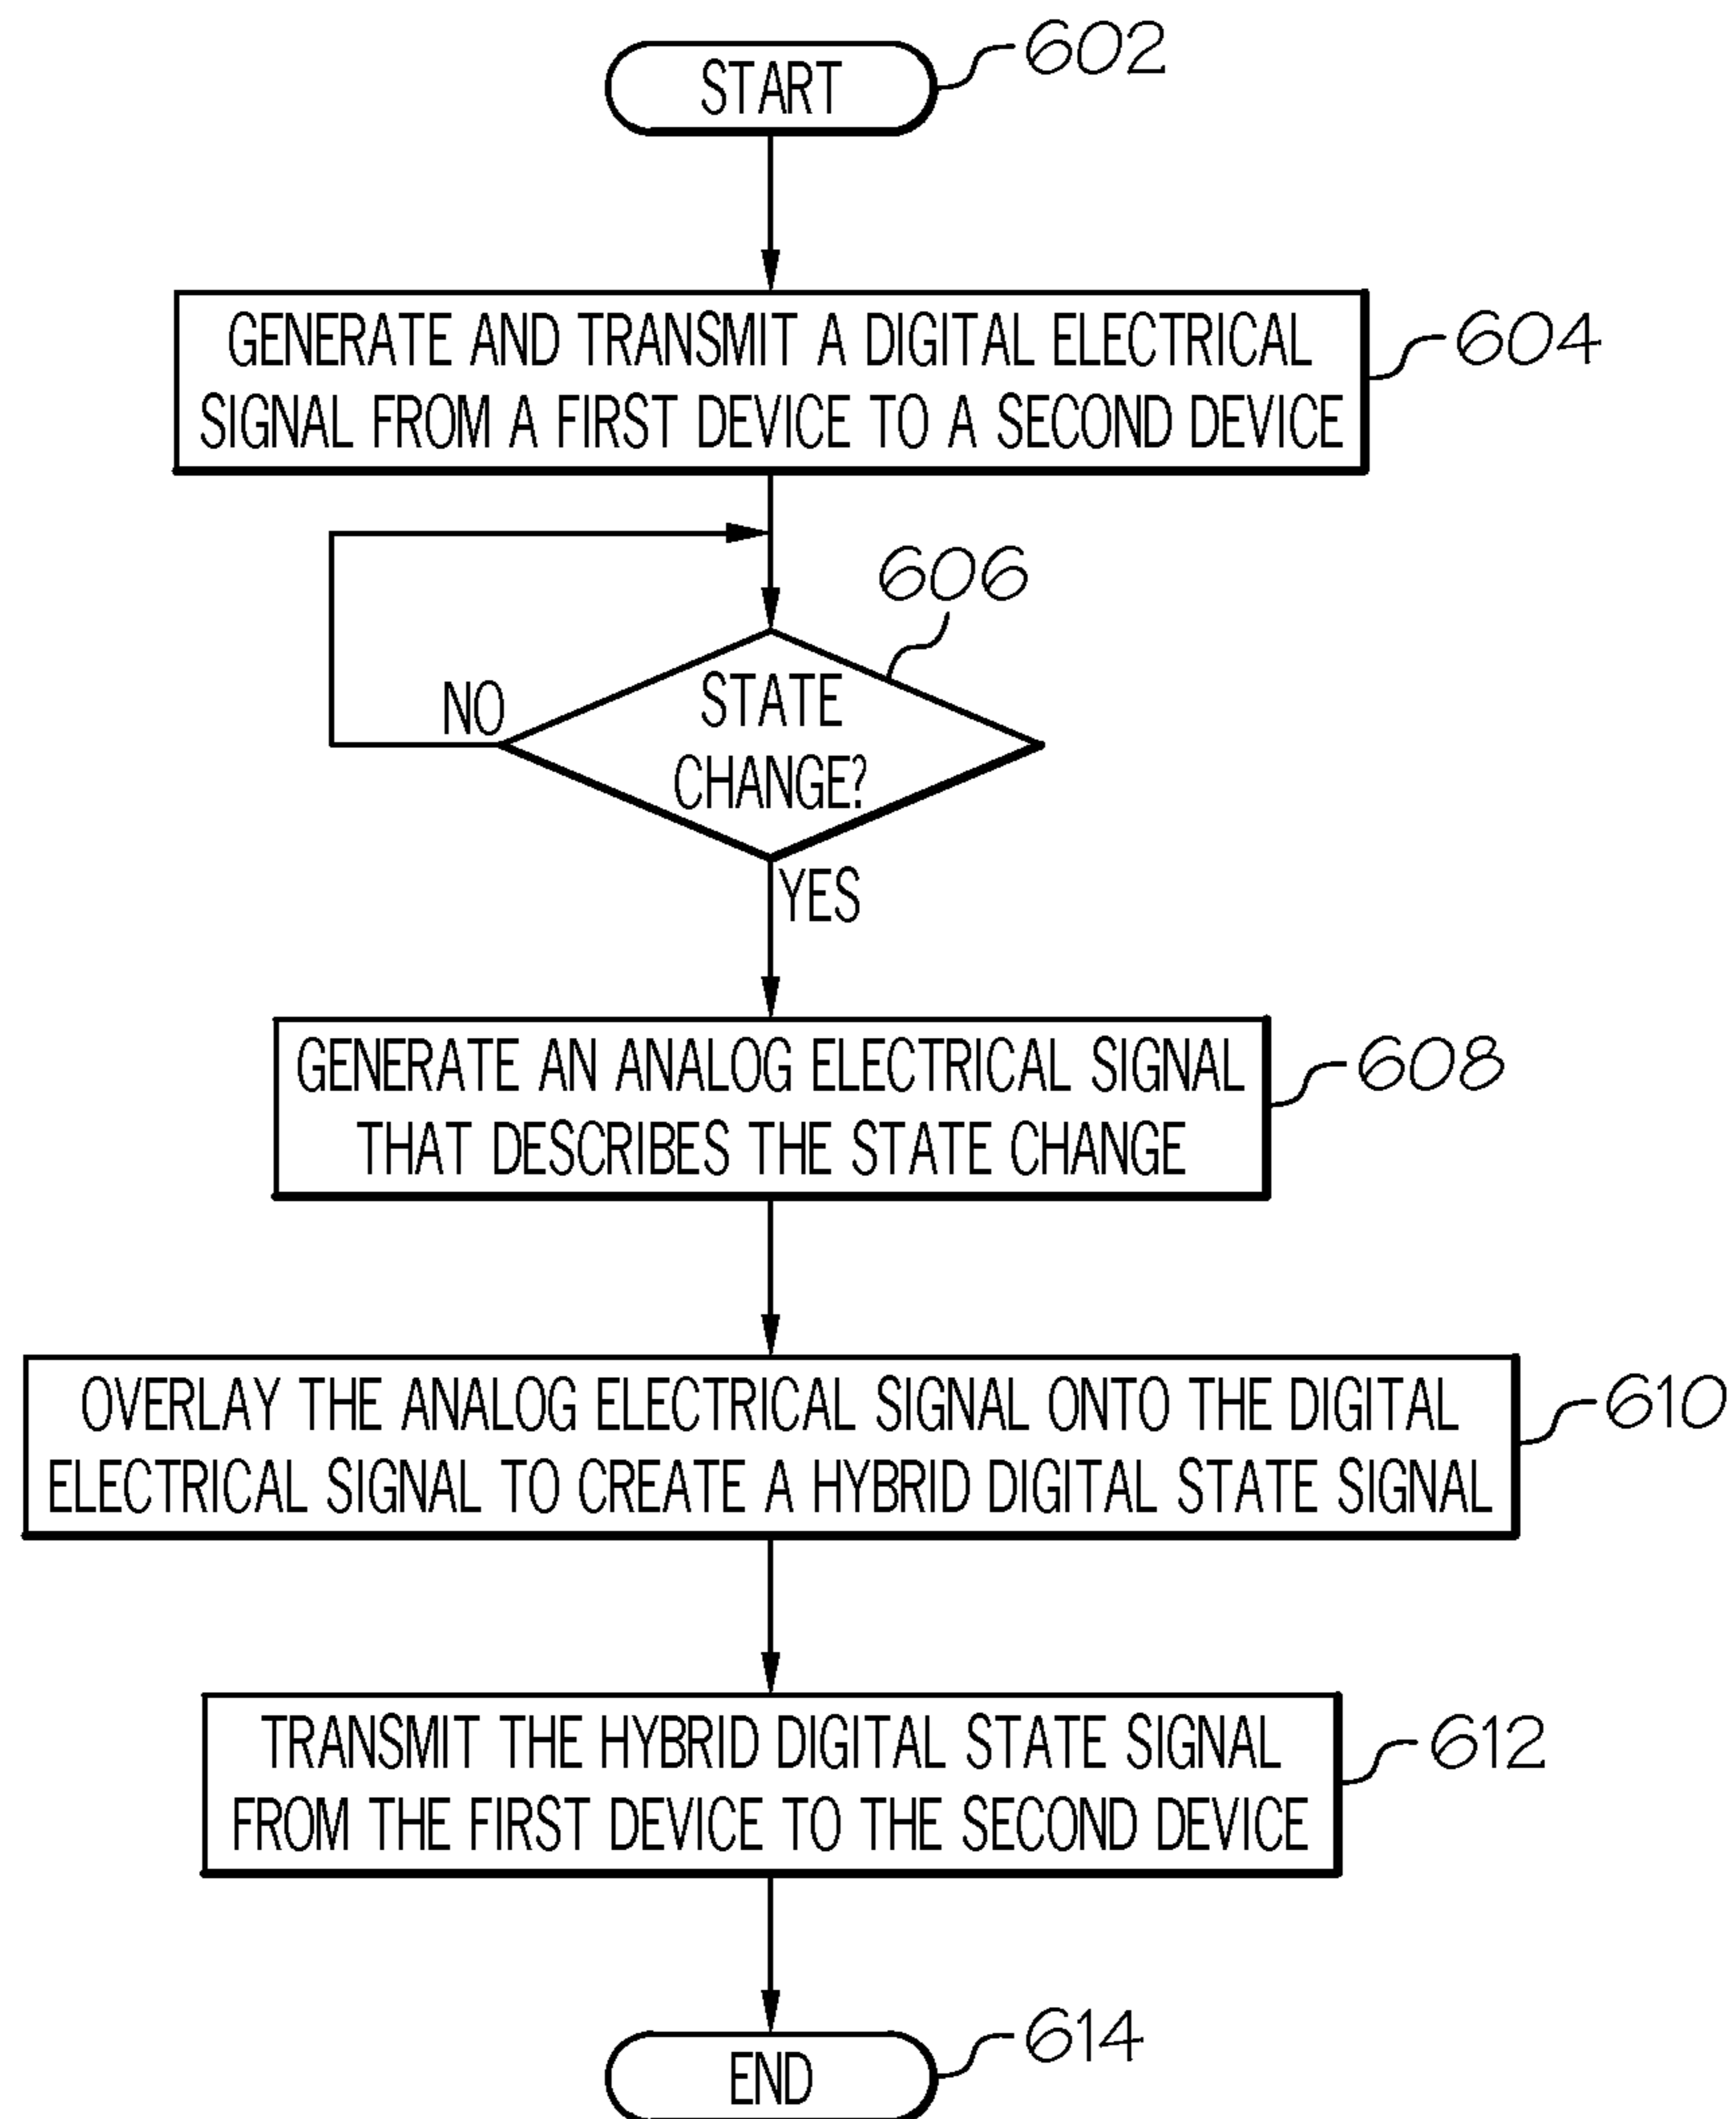 START
602
GENERATE AND TRANSMIT A DIGITAL ELECTRICAL
SIGNAL FROM A FIRST DEVICE TO A SECOND DEVICE
604
606
STATE
CHANGE?
NO
YES
GENERATE AN ANALOG ELECTRICAL SIGNAL
THAT DESCRIBES THE STATE CHANGE
608
OVERLAY THE ANALOG ELECTRICAL SIGNAL ONTO THE DIGITAL
ELECTRICAL SIGNAL TO CREATE A HYBRID DIGITAL STATE SIGNAL
610
TRANSMIT THE HYBRID DIGITAL STATE SIGNAL
FROM THE FIRST DEVICE TO THE SECOND DEVICE
612
END
614